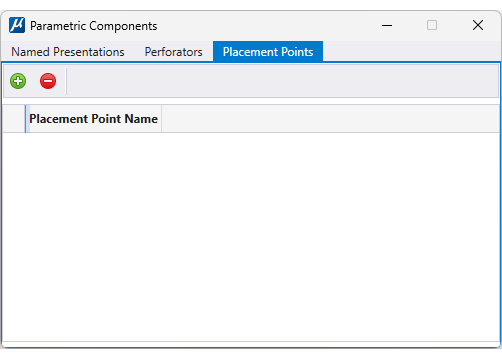 Parametric Components
Named Presentations Perforators Placement Points
Placement Point Name